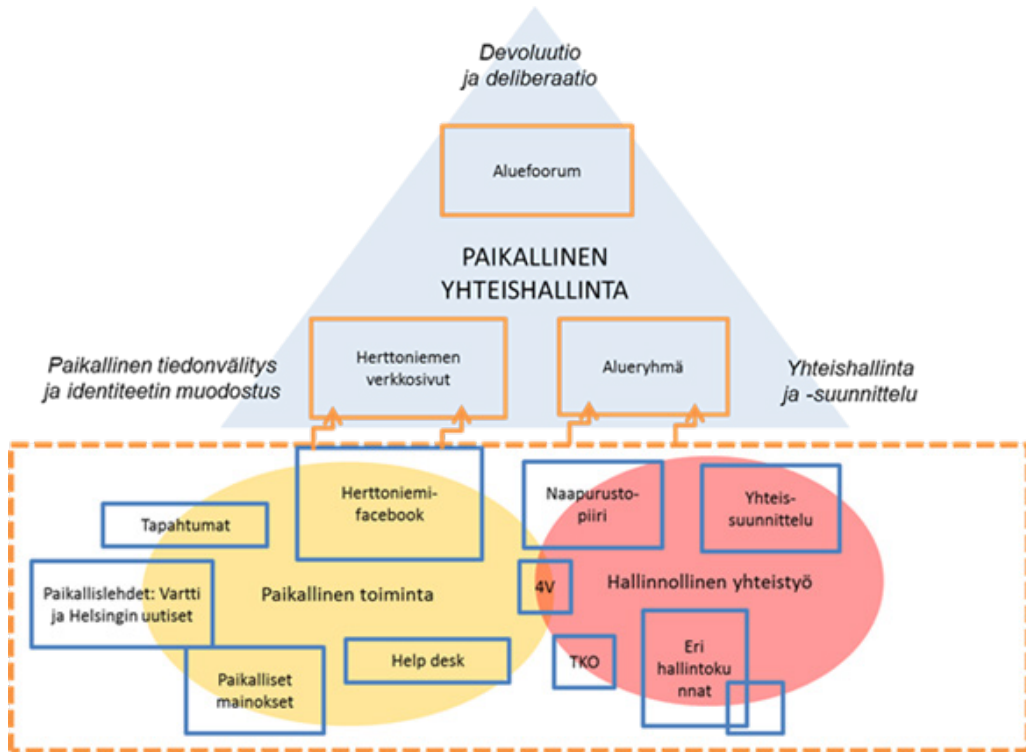 Devoluutio
ja deliberaatio
Aluefoorum
PAIKALLINEN
YHTEISHALLINTA
Paikallinen tiedonvälitys
ja identiteetin muodostus
Herttoniemen
verkkosivut
Alueryhmä
Yhteishallinta
ja -suunnittelu
Herttoniemi-
facebook
Naapurusto-
piiri
Yhteis-
suunnittelu
Tapahtumat
Paikallislehdet: Vartti
ja Helsingin uutiset
Paikallinen toiminta
4V
Hallinnollinen yhteistyö
Help desk
TKO
Eri
hallintoku
nnat
Paikalliset
mainokset